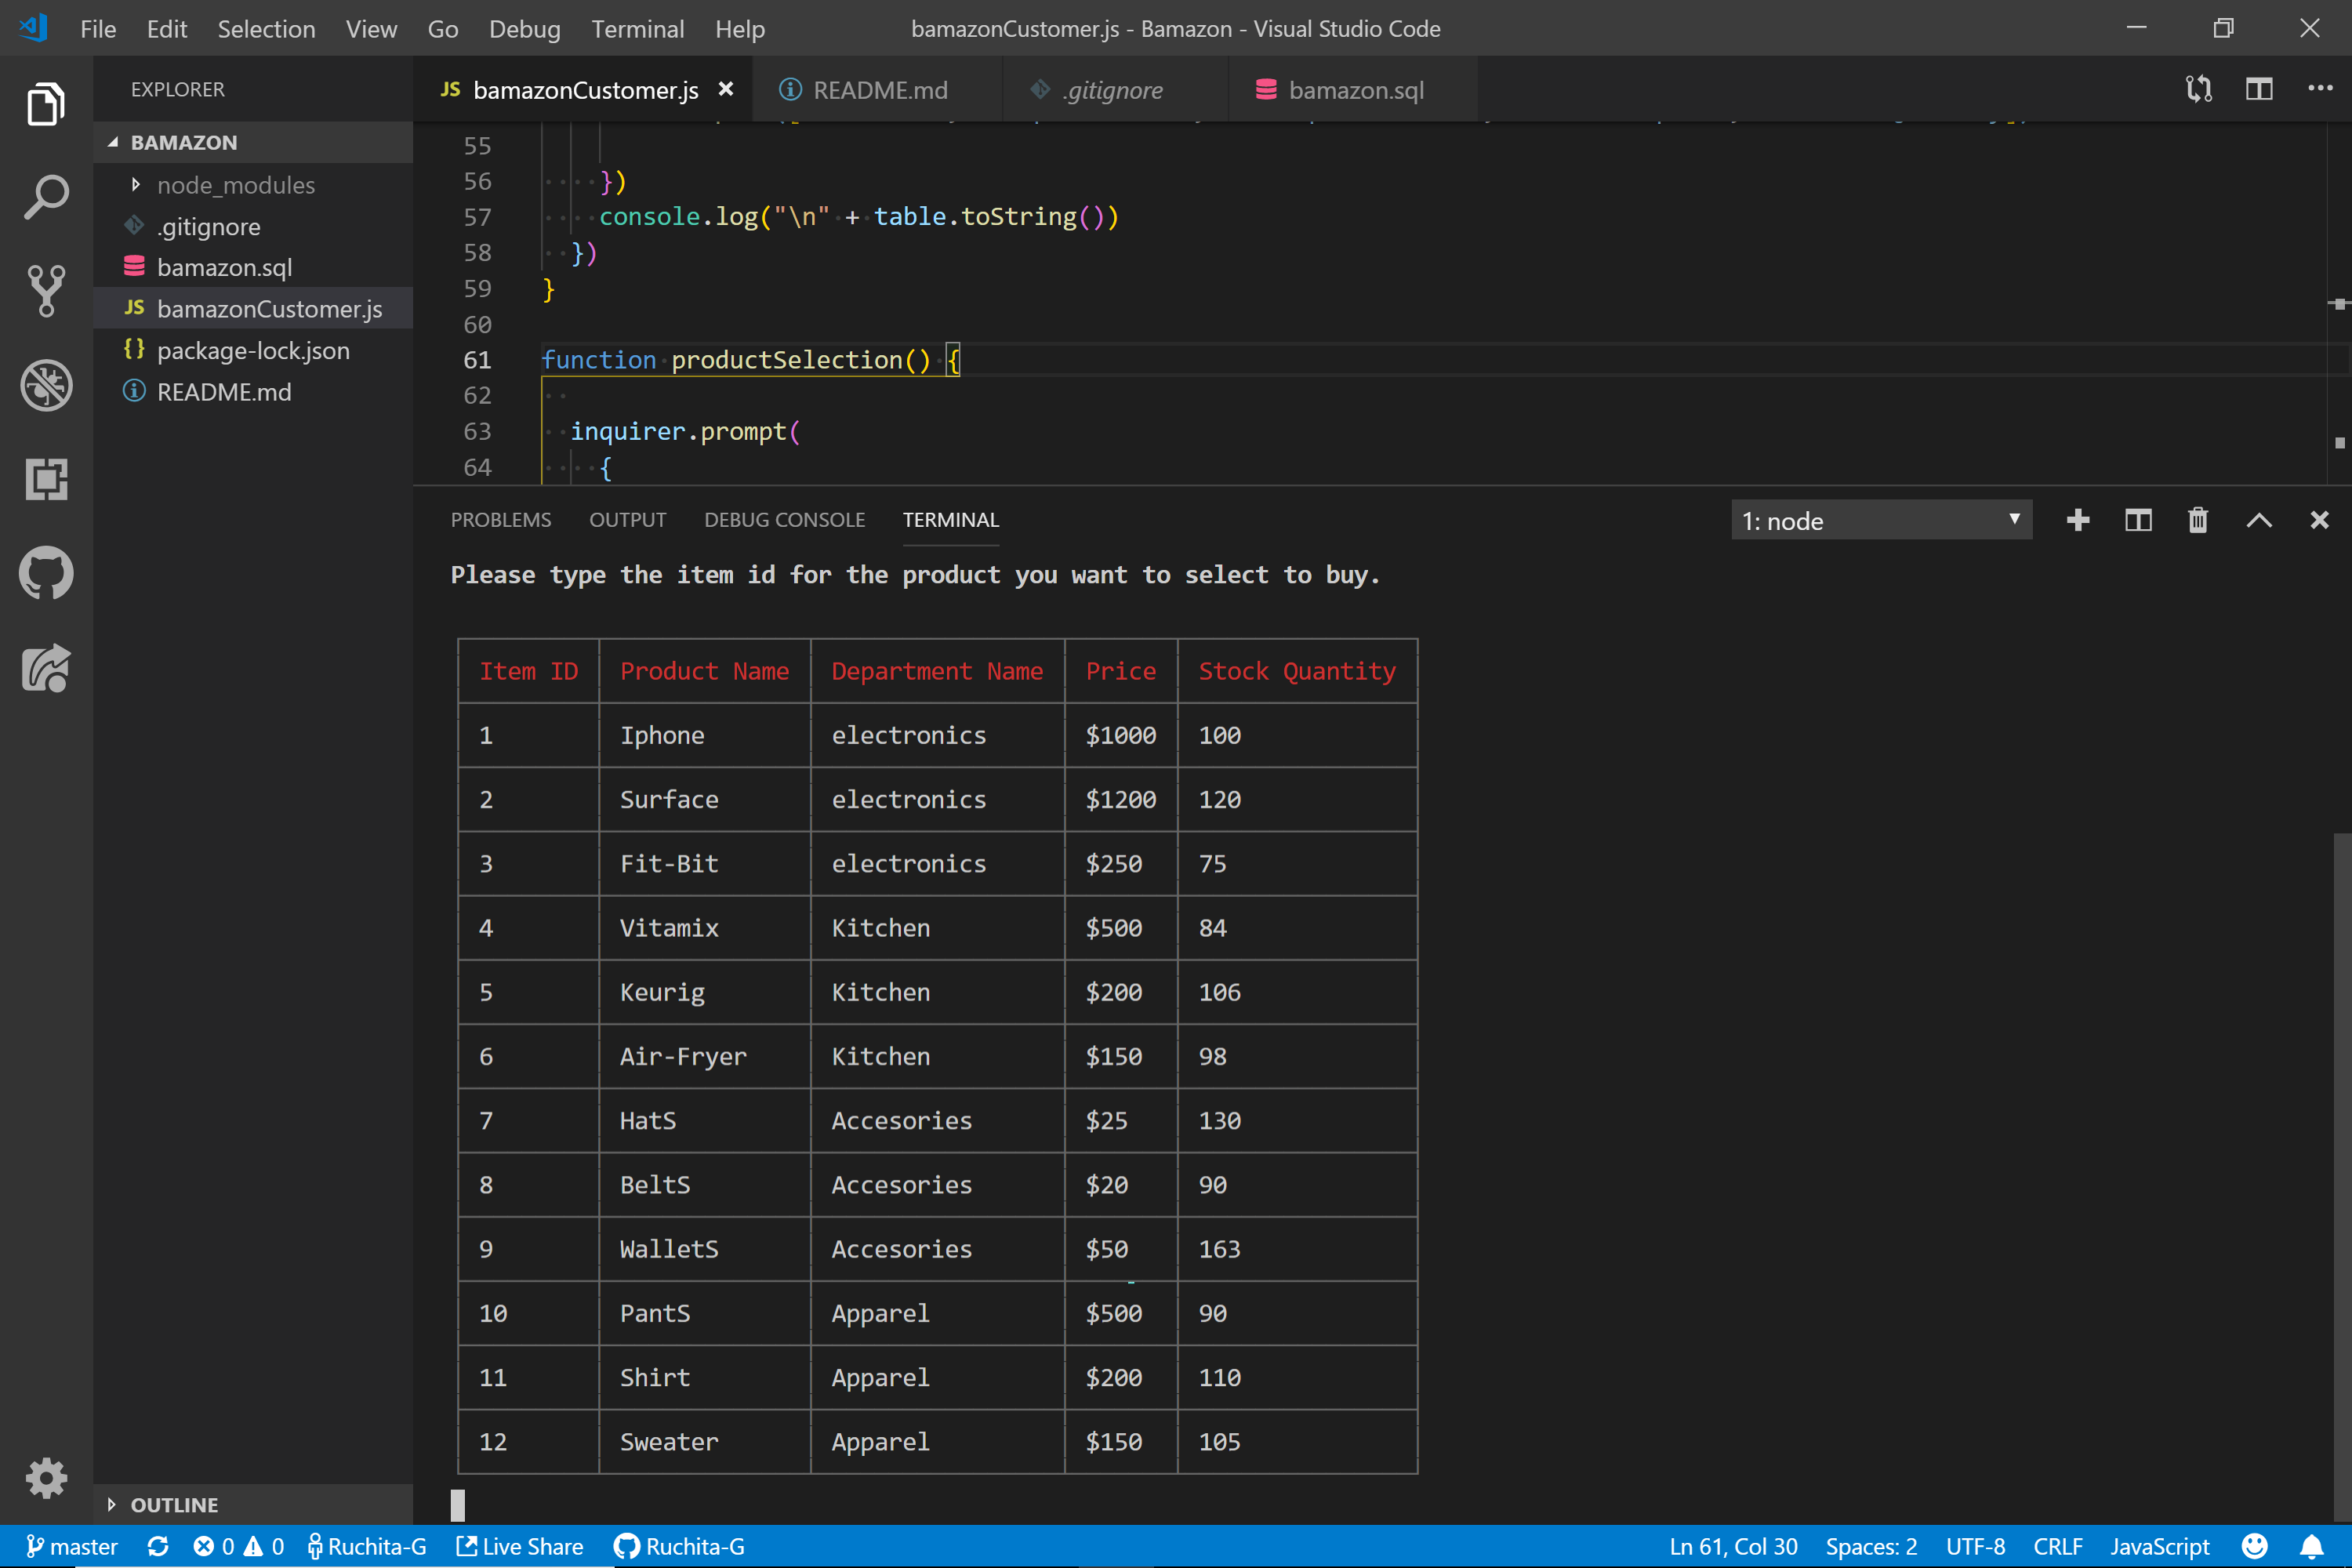 File Edit Selection View Go Debug Terminal Help
bamazonCustomer.js - Bamazon - Visual Studio Code
EXPLORER
BAMAZON
node_modules
.gitignore
bamazon.sql
JS bamazonCustomer.js
{} package-lock.json
README.md
OUTLINE
JS bamazonCustomer.js README.md .gitignore bamazon.sql
55
56 })
57 console.log("\n" + table.toString())
58 })
59 }
60
61 function productSelection() {
62
63 inquirer.prompt(
64 {
PROBLEMS OUTPUT DEBUG CONSOLE TERMINAL 1: node
Please type the item id for the product you want to select to buy.
Item ID Product Name Department Name Price Stock Quantity
1 Iphone electronics $1000 100
2 Surface electronics $1200 120
3 Fit-Bit electronics $250 75
4 Vitamix Kitchen $500 84
5 Keurig Kitchen $200 106
6 Air-Fryer Kitchen $150 98
7 HatS Accesories $25 130
8 BeltS Accesories $20 90
9 WalletS Accesories $50 163
10 PantS Apparel $500 90
11 Shirt Apparel $200 110
12 Sweater Apparel $150 105
master 0 0 Ruchita-G Live Share Ruchita-G Ln 61, Col 30 Spaces: 2 UTF-8 CRLF JavaScript